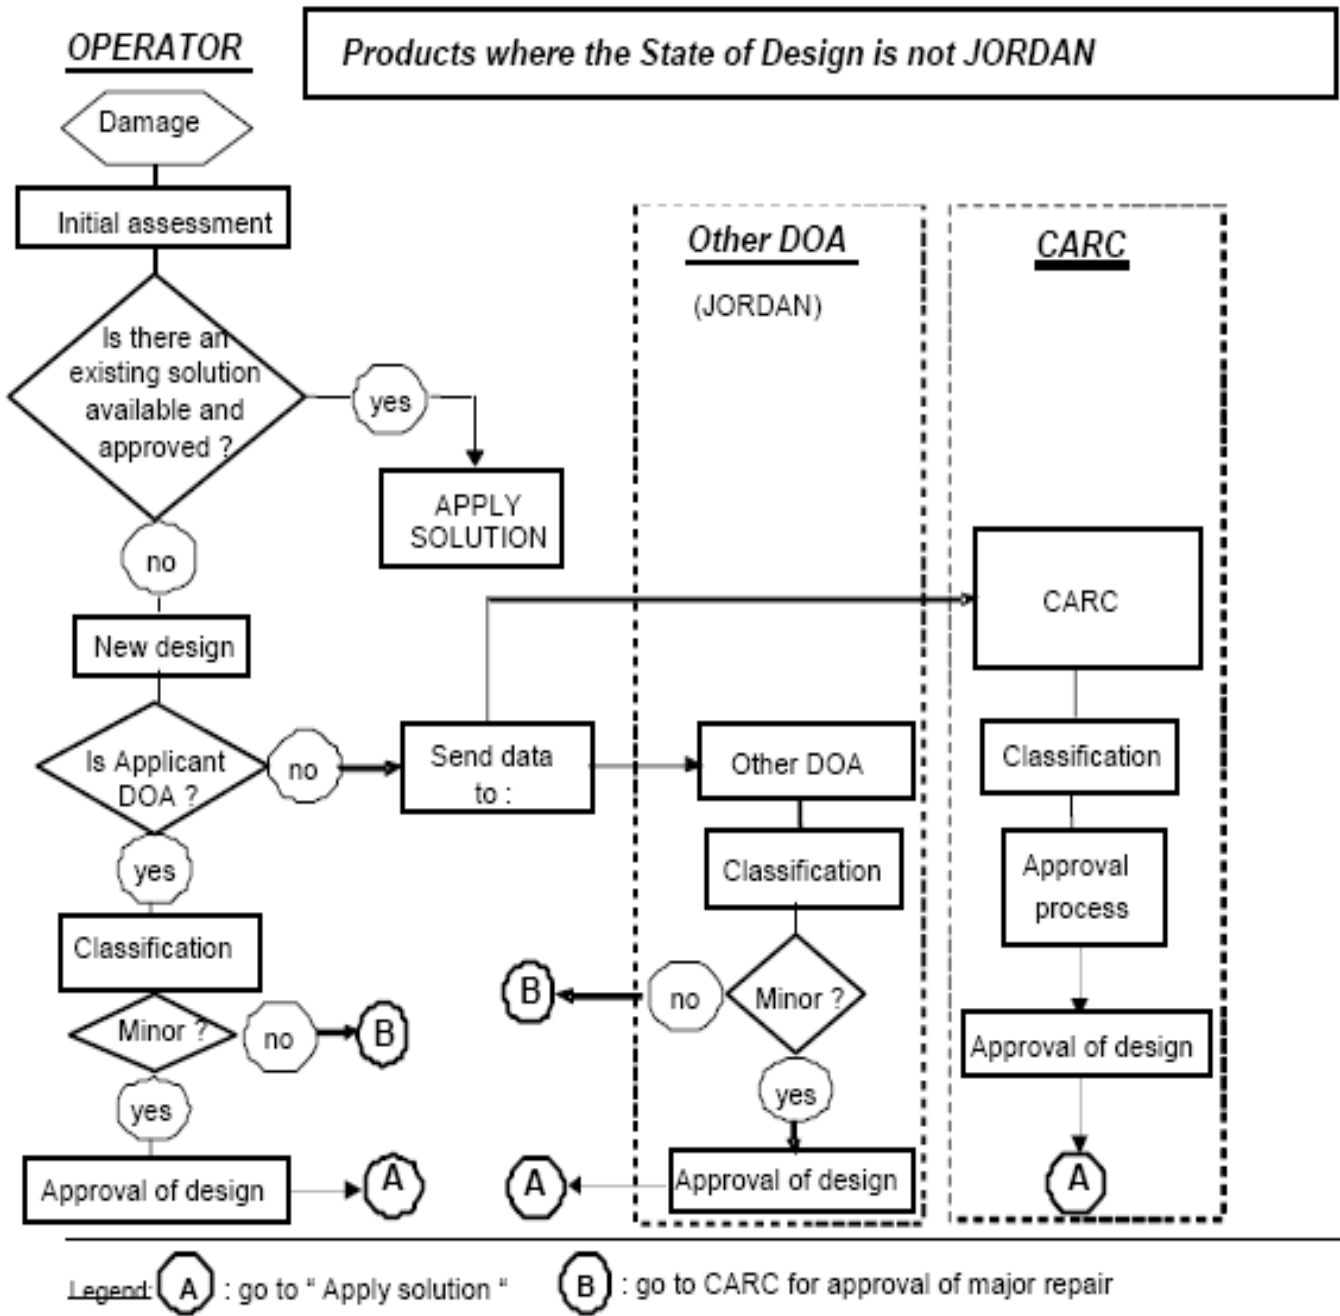 OPERATOR
Products where the State of Design is not JORDAN
Damage
Initial assessment
Is there an
existing solution
available and
approved ?
yes
APPLY
SOLUTION
no
New design
Is Applicant
DOA ?
no
Send data
to :
yes
Classification
Minor ?
no
B
yes
Approval of design
A
Other DOA
(JORDAN)
Other DOA
Classification
Minor ?
no
B
yes
Approval of design
A
CARC
CARC
Classification
Approval
process
Approval of design
A
Legend: A : go to " Apply solution " B : go to CARC for approval of major repair